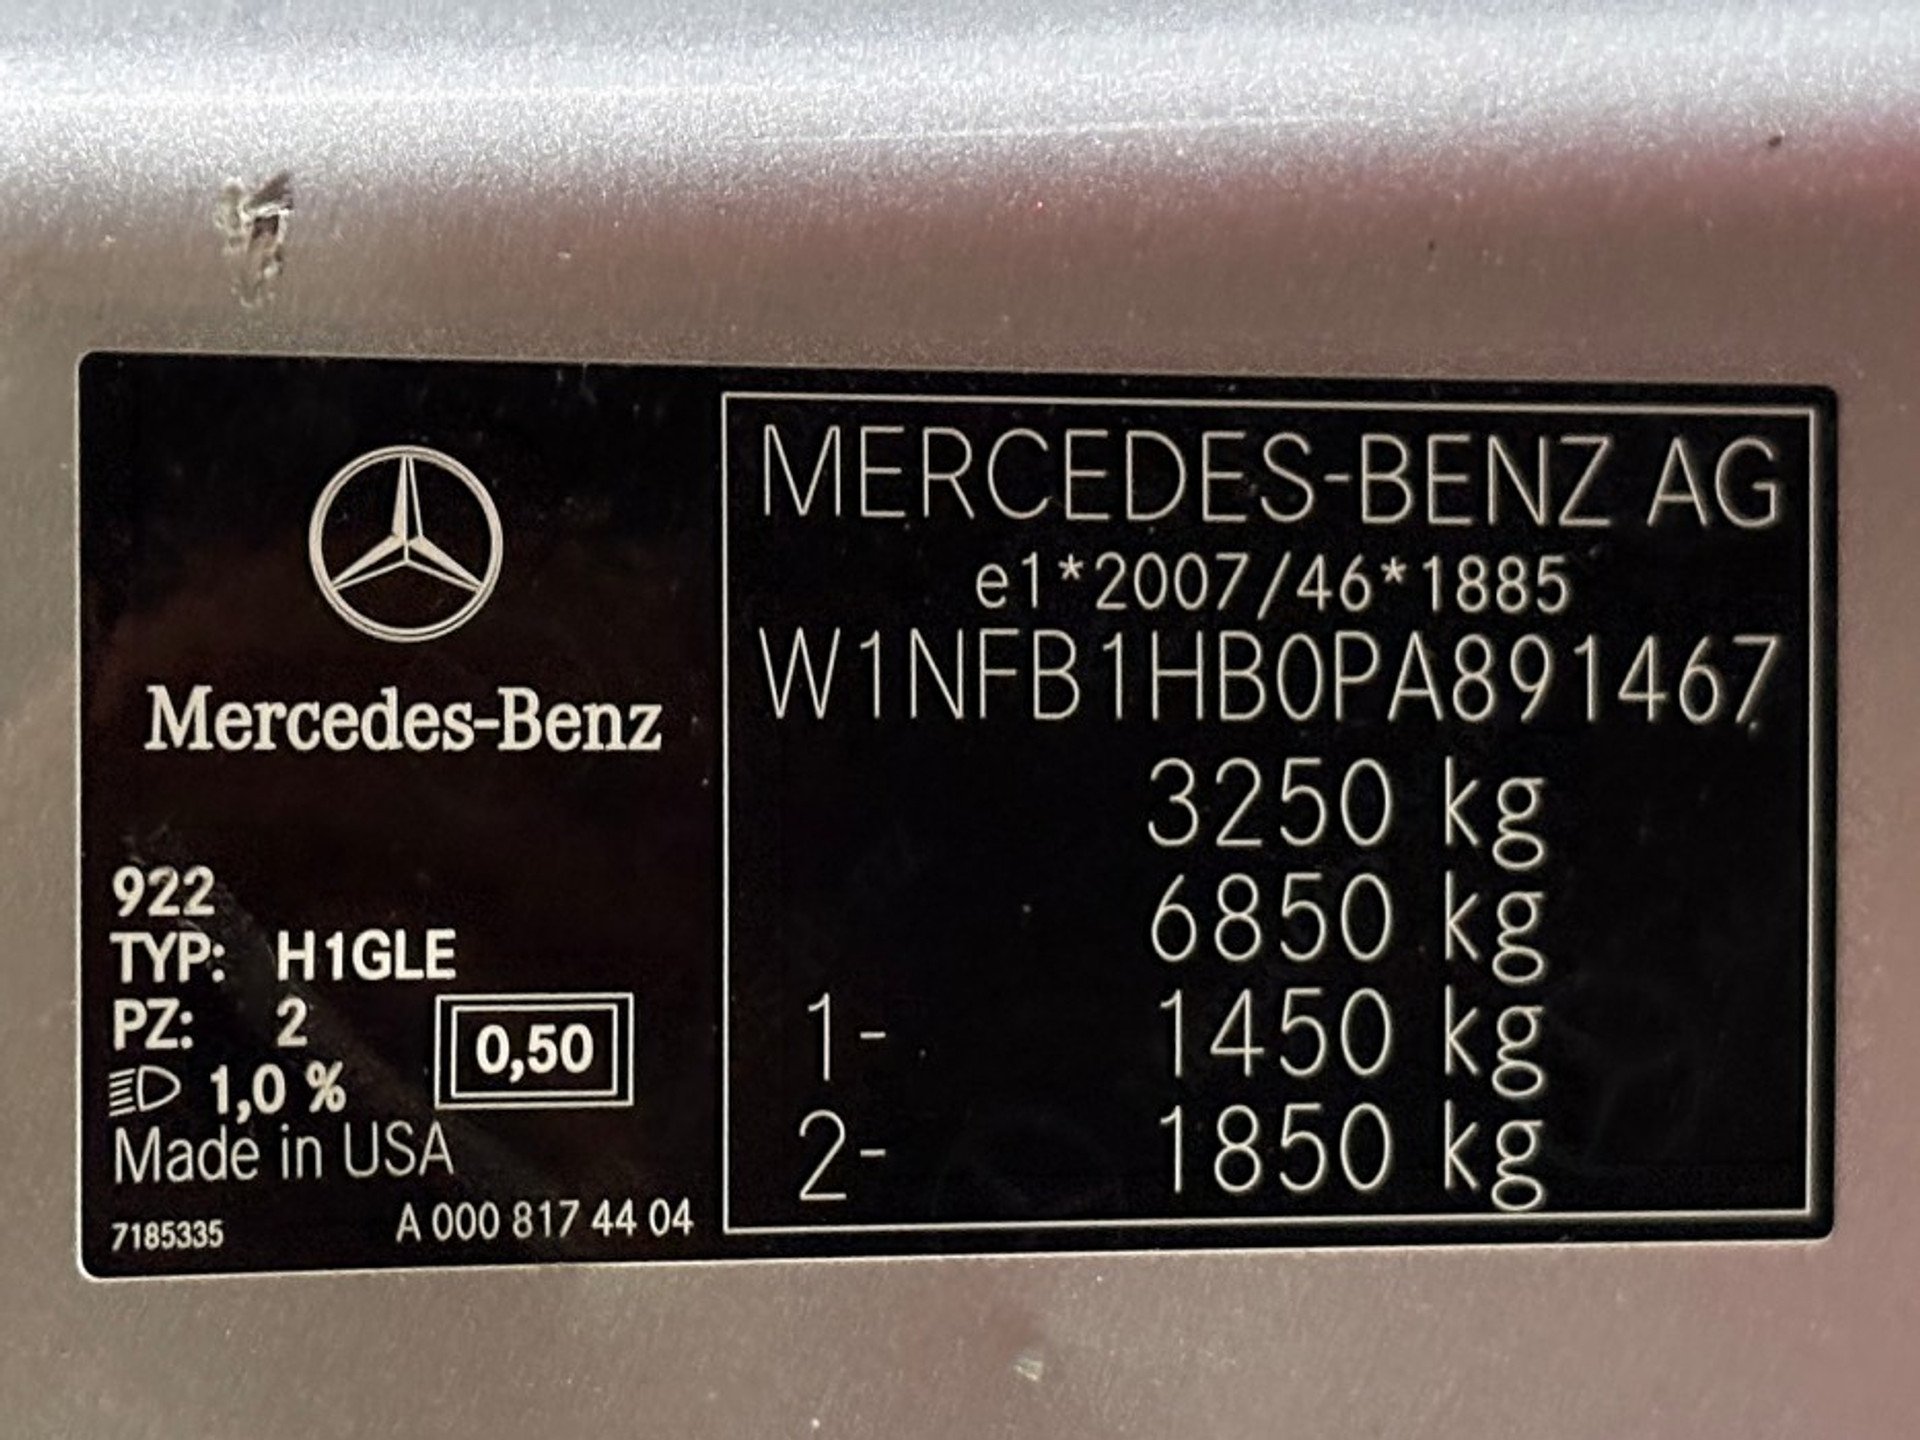 Mercedes-Benz
922
TYP: H1GLE
PZ: 2
1,0 %
0,50
Made in USA
7185335
A 000 817 44 04
MERCEDES-BENZ AG
e1*2007/46*1885
W1NFB1HB0PA891467
3250 kg
6850 kg
1- 1450 kg
2- 1850 kg